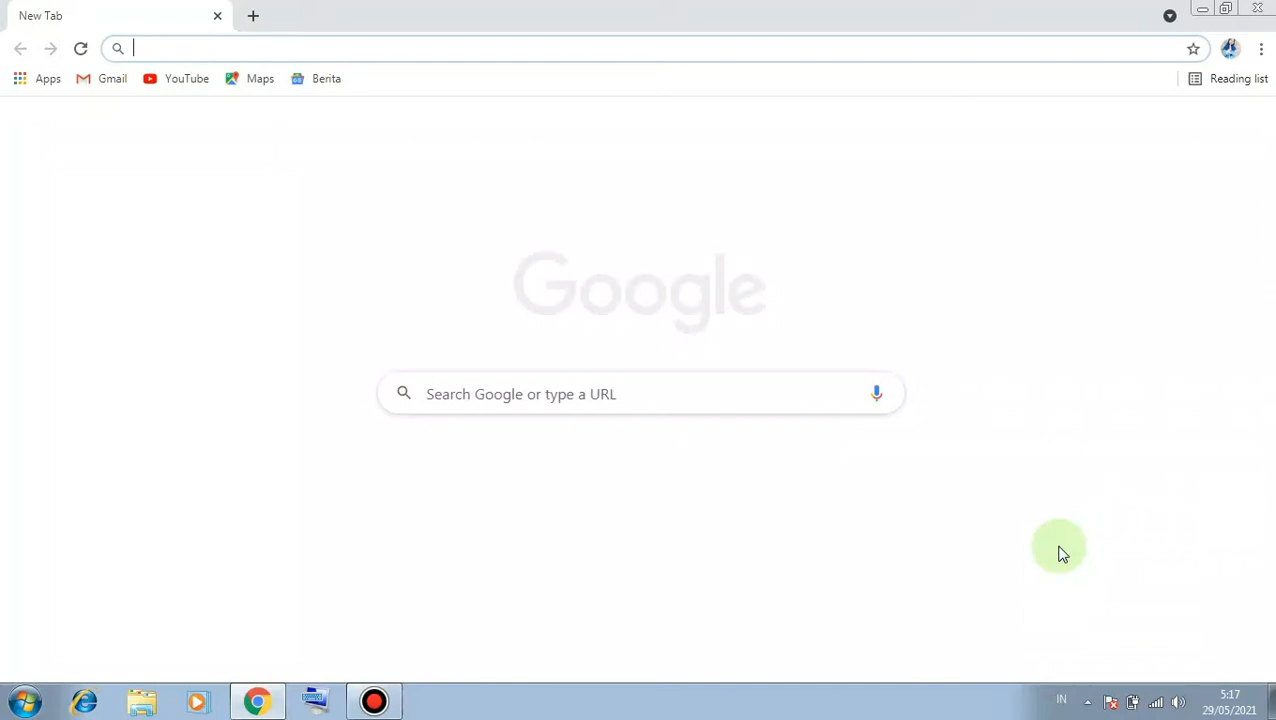 New Tab
Apps Gmail YouTube Maps Berita Reading list
Google
Search Google or type a URL
IN 5:17
29/05/2021